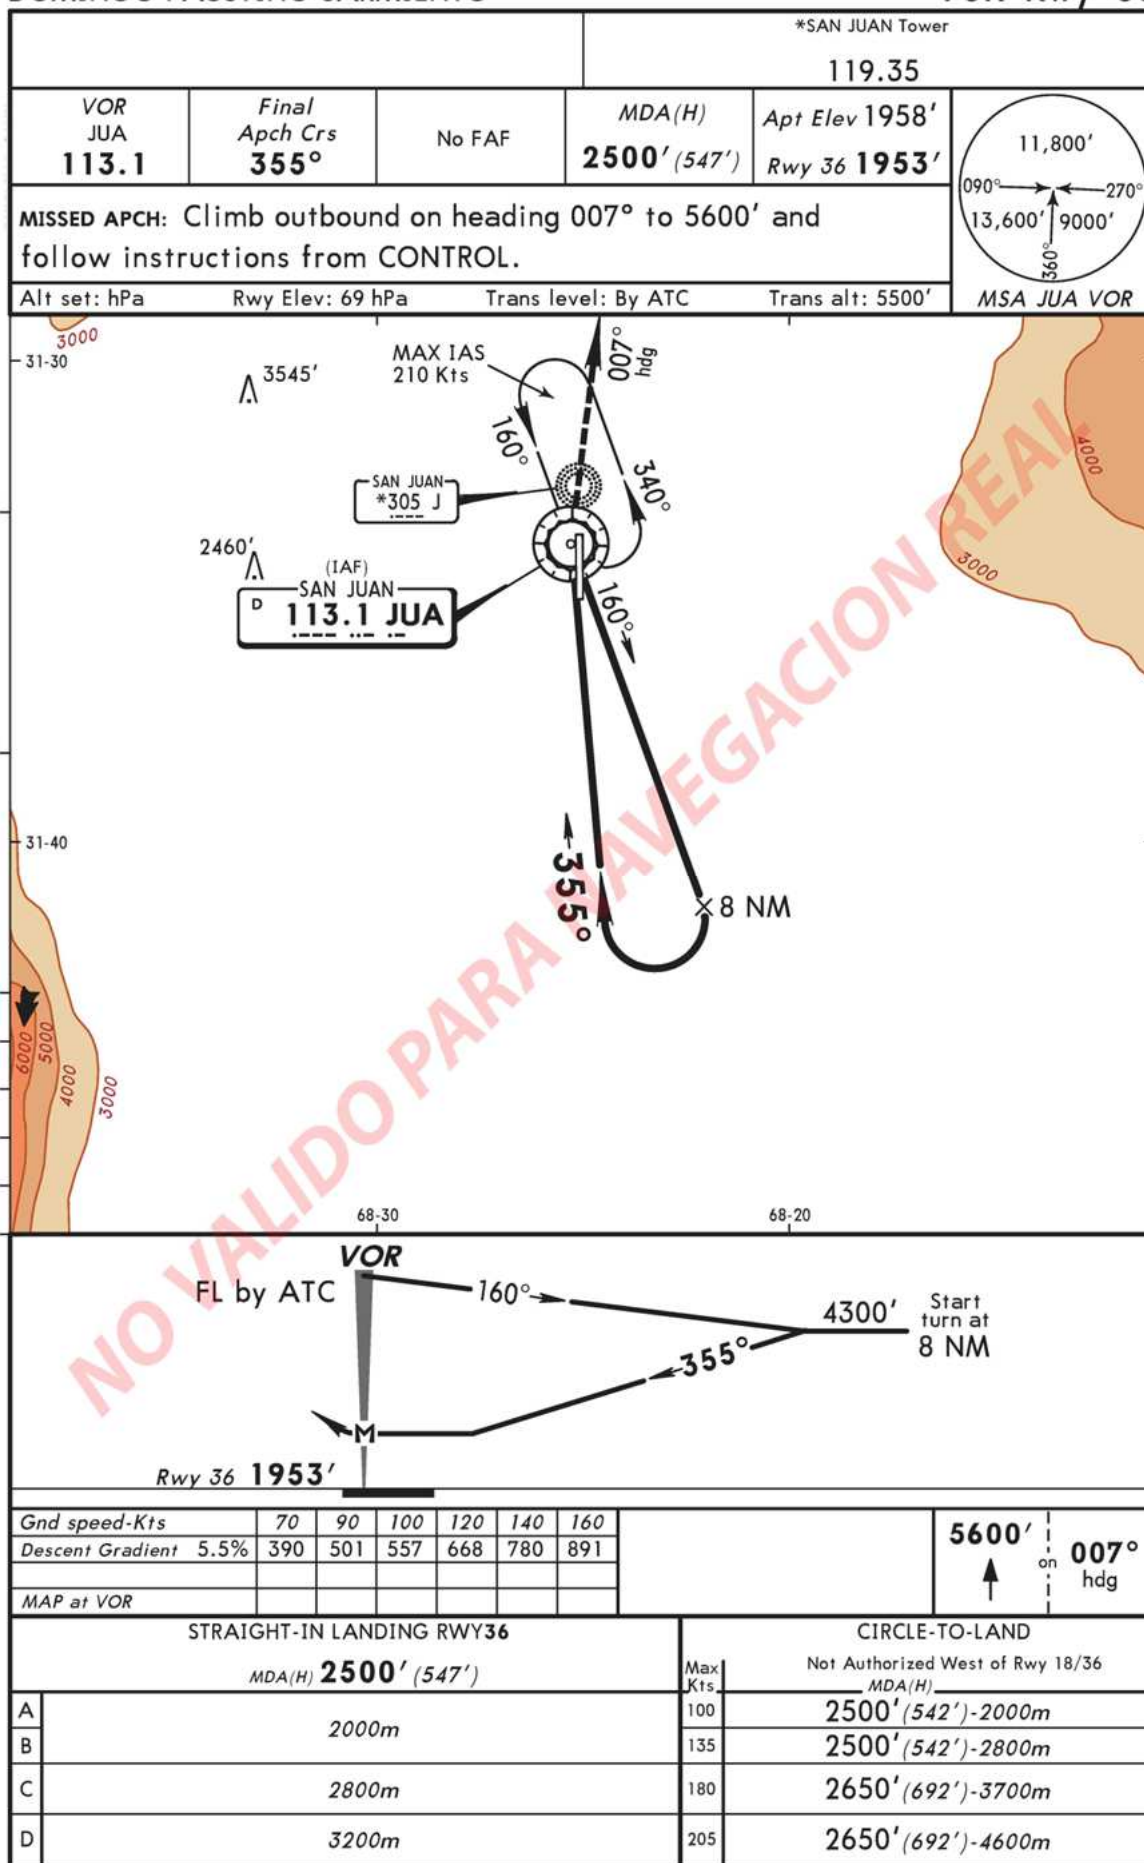 *SAN JUAN Tower
119.35
VOR
JUA
113.1
Final
Apch Crs
355°
No FAF
MDA(H)
2500' (547')
Apt Elev 1958'
Rwy 36 1953'
11,800'
090° 270°
13,600' 9000'
360°
MSA JUA VOR
MISSED APCH: Climb outbound on heading 007° to 5600' and
follow instructions from CONTROL.
Alt set: hPa Rwy Elev: 69 hPa Trans level: By ATC Trans alt: 5500'
3000
31-30
3545'
MAX IAS
210 Kts
007°
hdg
160°
340°
4000
SAN JUAN
*305 J
2460'
(IAF)
SAN JUAN
D 113.1 JUA
160°
3000
31-40
355°
8 NM
6000
5000
4000
3000
68-30
68-20
NO VALIDO PARA NAVEGACION REAL
VOR
FL by ATC
160°
4300'
Start
turn at
8 NM
355°
M
Rwy 36 1953'
Gnd speed-Kts 70 90 100 120 140 160
Descent Gradient 5.5% 390 501 557 668 780 891
MAP at VOR
5600' on 007°
hdg
STRAIGHT-IN LANDING RWY36
MDA(H) 2500' (547')
CIRCLE-TO-LAND
Not Authorized West of Rwy 18/36
Max
Kts
MDA(H)
A
B
2000m
100 2500' (542')-2000m
135 2500' (542')-2800m
C 2800m 180 2650' (692')-3700m
D 3200m 205 2650' (692')-4600m